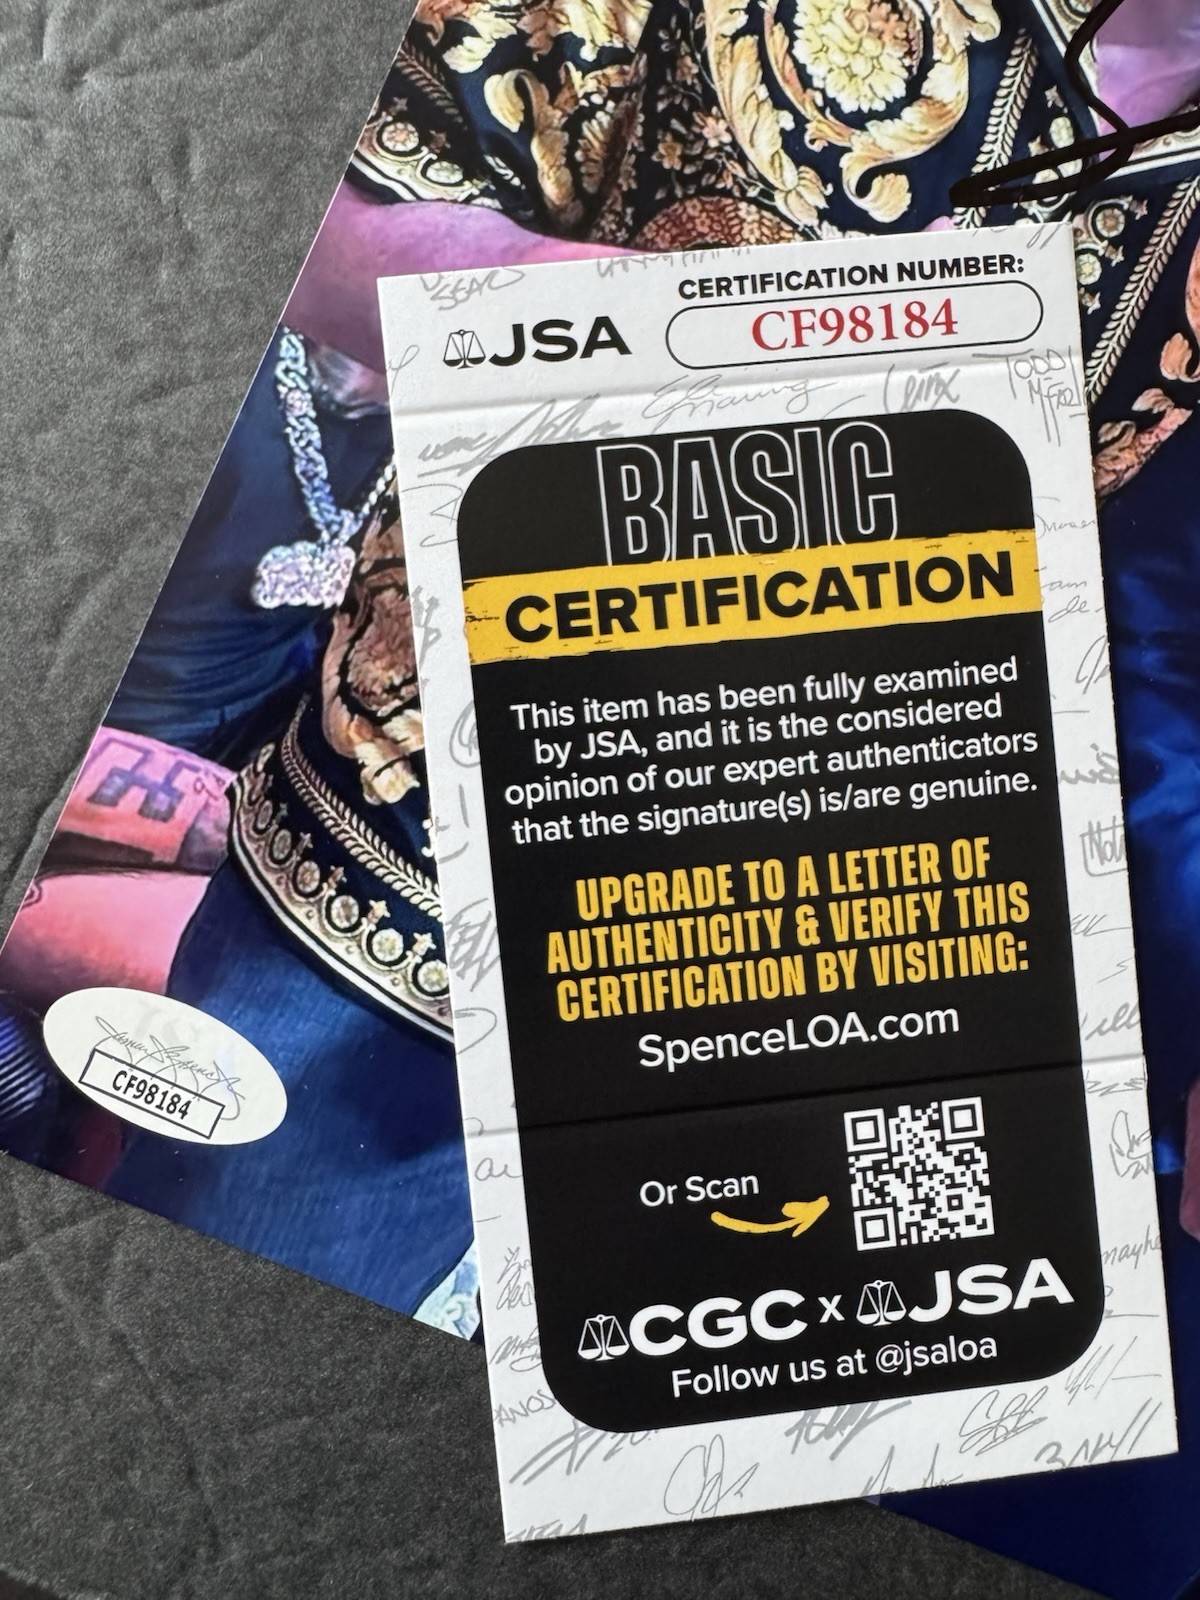 CERTIFICATION NUMBER:
JSA
CF98184
TODD
BASIC
CERTIFICATION
This item has been fully examined
by JSA, and it is the considered
opinion of our expert authenticators
that the signature(s) is/are genuine.
UPGRADE TO A LETTER OF
AUTHENTICITY & VERIFY THIS
CERTIFICATION BY VISITING:
SpenceLOA.com
Or Scan
CGC x JSA
Follow us at @jsaloa
CF98184